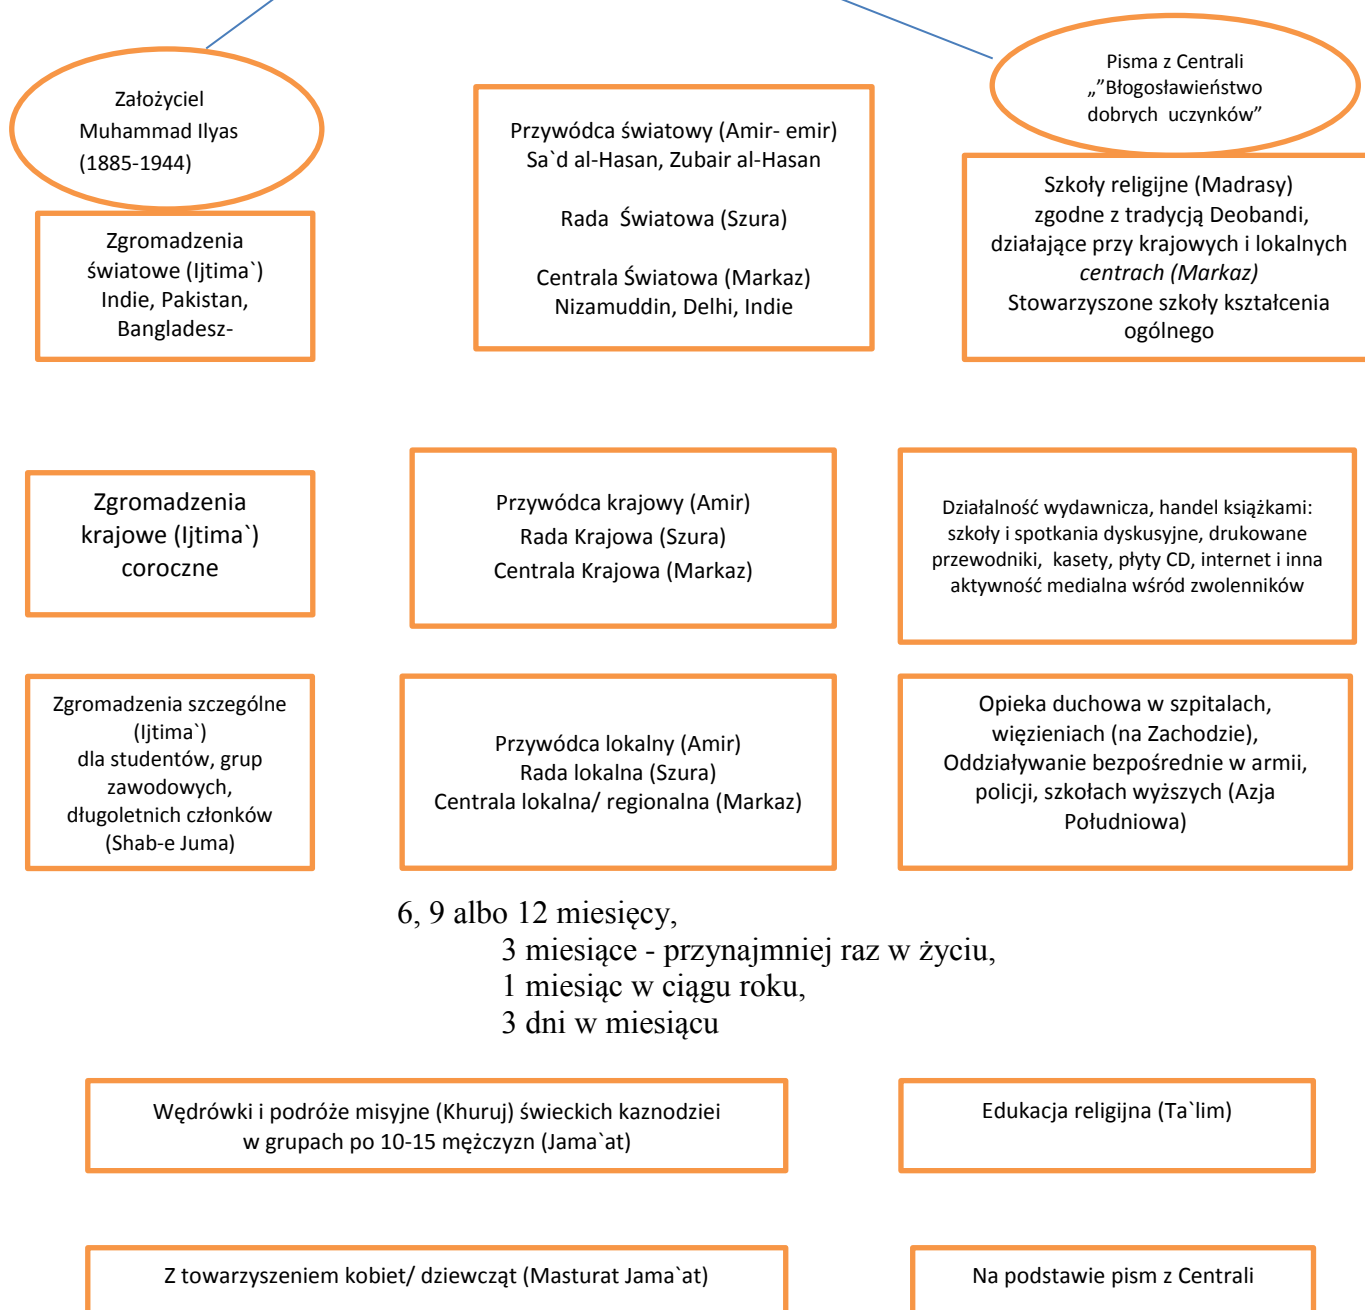 Założyciel
Muhammad Ilyas
(1885-1944)
Pisma z Centrali
„”Błogosławieństwo
dobrych uczynków”
Zgromadzenia
światowe (Ijtima`)
Indie, Pakistan,
Bangladesz-
Przywódca światowy (Amir- emir)
Sa`d al-Hasan, Zubair al-Hasan
Rada Światowa (Szura)
Centrala Światowa (Markaz)
Nizamuddin, Delhi, Indie
Szkoły religijne (Madrasy)
zgodne z tradycją Deobandi,
działające przy krajowych i lokalnych
centrach (Markaz)
Stowarzyszone szkoły kształcenia
ogólnego
Zgromadzenia
krajowe (Ijtima`)
coroczne
Przywódca krajowy (Amir)
Rada Krajowa (Szura)
Centrala Krajowa (Markaz)
Działalność wydawnicza, handel książkami:
szkoły i spotkania dyskusyjne, drukowane
przewodniki, kasety, płyty CD, internet i inna
aktywność medialna wśród zwolenników
Zgromadzenia szczególne
(Ijtima`)
dla studentów, grup
zawodowych,
długoletnich członków
(Shab-e Juma)
Przywódca lokalny (Amir)
Rada lokalna (Szura)
Centrala lokalna/ regionalna (Markaz)
Opieka duchowa w szpitalach,
więzieniach (na Zachodzie),
Oddziaływanie bezpośrednie w armii,
policji, szkołach wyższych (Azja
Południowa)
6, 9 albo 12 miesięcy,
3 miesiące - przynajmniej raz w życiu,
1 miesiąc w ciągu roku,
3 dni w miesiącu
Wędrówki i podróże misyjne (Khuruj) świeckich kaznodziei
w grupach po 10-15 mężczyzn (Jama`at)
Edukacja religijna (Ta`lim)
Z towarzyszeniem kobiet/ dziewcząt (Masturat Jama`at)
Na podstawie pism z Centrali